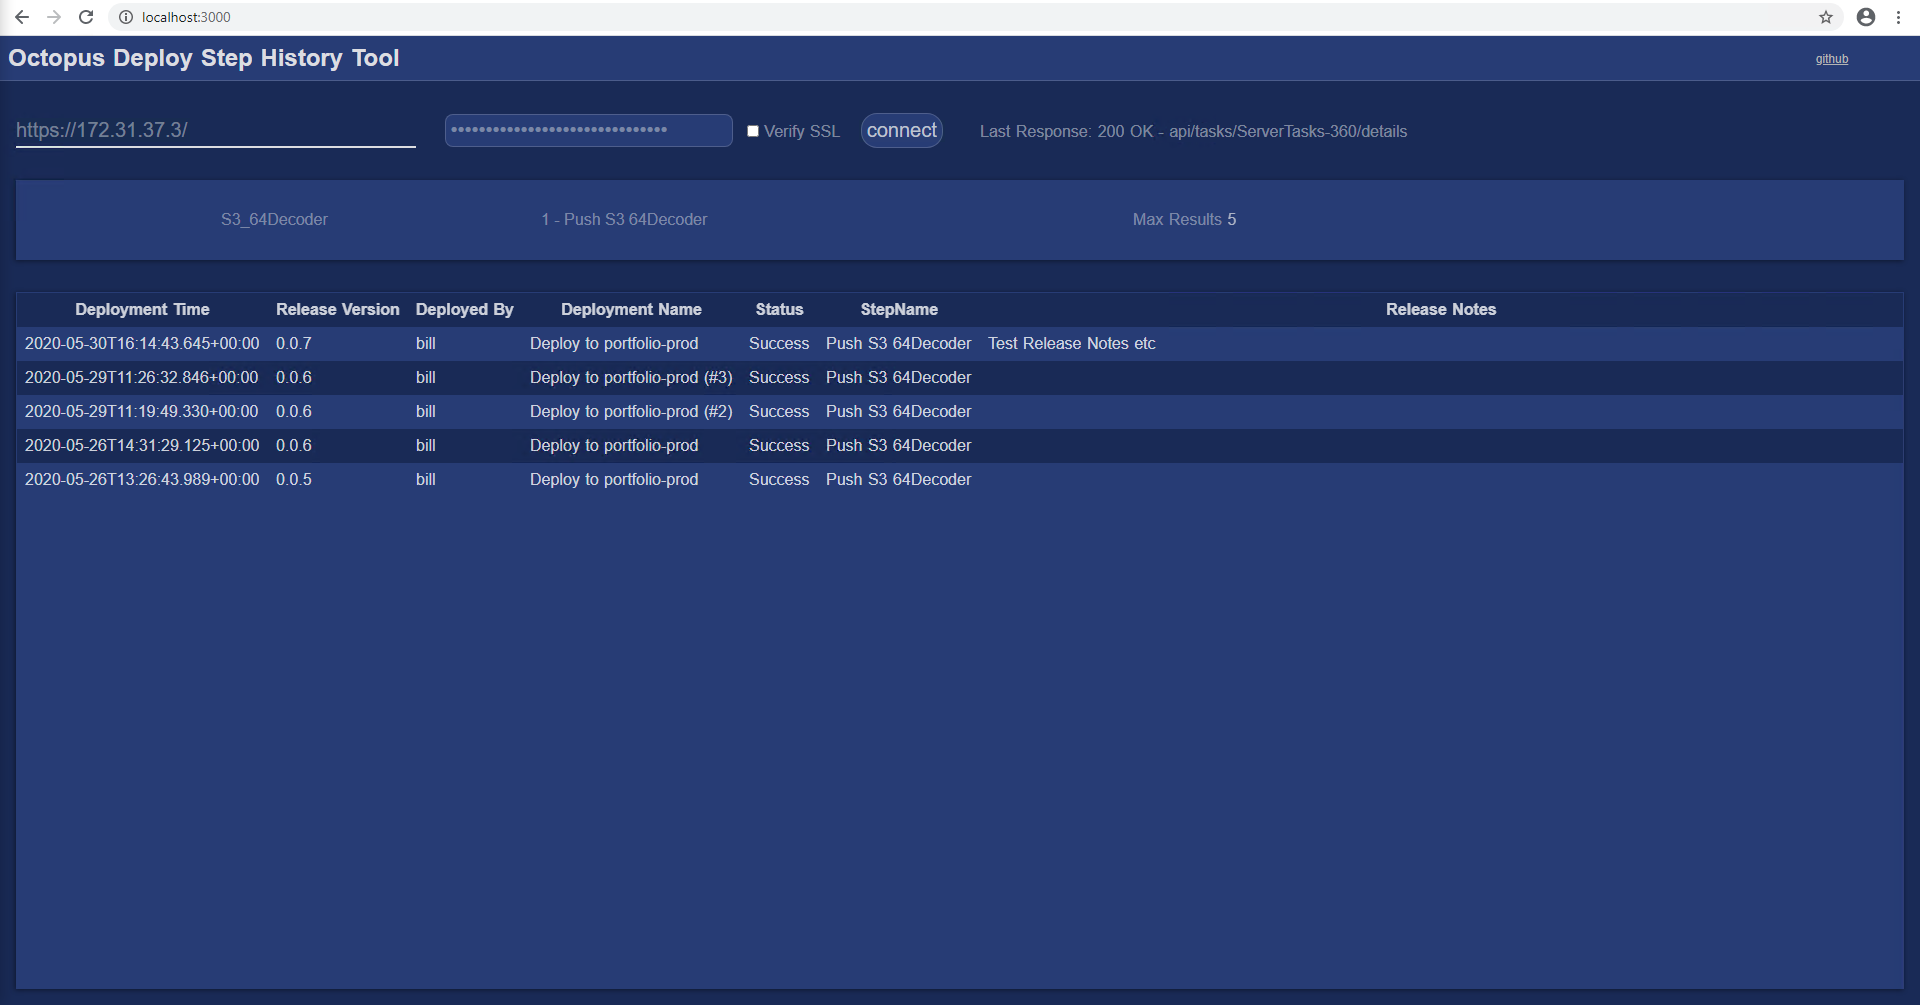 localhost:3000
Octopus Deploy Step History Tool github
https://172.31.37.3/ ••••••••••••••••••••••••••••••• Verify SSL connect Last Response: 200 OK - api/tasks/ServerTasks-360/details
S3_64Decoder 1 - Push S3 64Decoder Max Results 5
Deployment Time Release Version Deployed By Deployment Name Status StepName Release Notes
2020-05-30T16:14:43.645+00:00 0.0.7 bill Deploy to portfolio-prod Success Push S3 64Decoder Test Release Notes etc
2020-05-29T11:26:32.846+00:00 0.0.6 bill Deploy to portfolio-prod (#3) Success Push S3 64Decoder
2020-05-29T11:19:49.330+00:00 0.0.6 bill Deploy to portfolio-prod (#2) Success Push S3 64Decoder
2020-05-26T14:31:29.125+00:00 0.0.6 bill Deploy to portfolio-prod Success Push S3 64Decoder
2020-05-26T13:26:43.989+00:00 0.0.5 bill Deploy to portfolio-prod Success Push S3 64Decoder